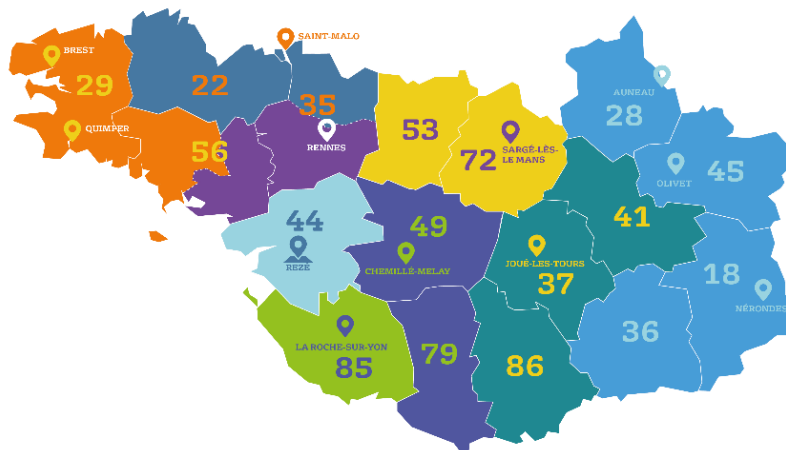 SAINT-MALO
BREST
29
22
35
AUNEAU
28
QUIMPER
56
RENNES
53
72
SARGÉ-LÈS-
LE MANS
OLIVET
45
44
REZÉ
49
CHEMILLÉ-MELAY
JOUÉ-LES-TOURS
37
41
18
NÉRONDES
LA ROCHE-SUR-YON
85
79
86
36